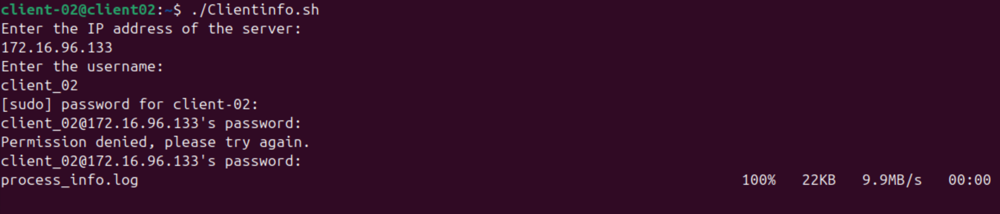 client-02@client02:~$ ./Clientinfo.sh
Enter the IP address of the server:
172.16.96.133
Enter the username:
client_02
[sudo] password for client-02:
client_02@172.16.96.133's password:
Permission denied, please try again.
client_02@172.16.96.133's password:
process_info.log 100% 22KB 9.9MB/s 00:00